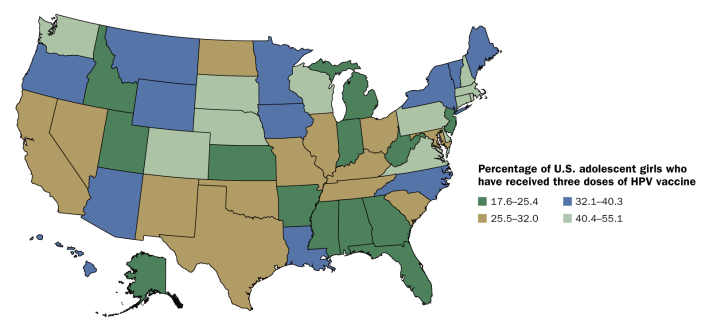 Percentage of U.S. adolescent girls who
have received three doses of HPV vaccine
17.6–25.4 32.1–40.3
25.5–32.0 40.4–55.1